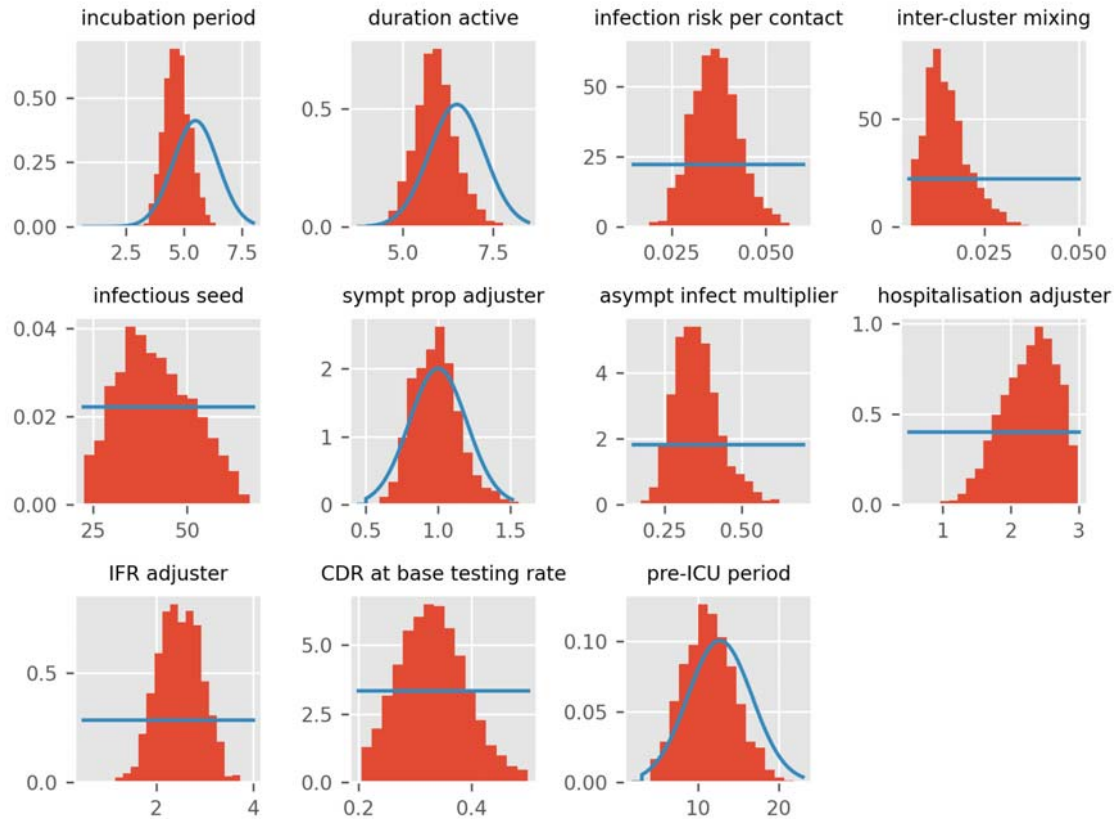 incubation period
duration active
infection risk per contact
inter-cluster mixing
0.50
0.25
0.00
2.5 5.0 7.5
0.5
0.0
5.0 7.5
50
25
0
0.025 0.050
50
0
0.025 0.050
infectious seed
sympt prop adjuster
asympt infect multiplier
hospitalisation adjuster
0.04
0.02
0.00
25 50
2
1
0
0.5 1.0 1.5
4
2
0
0.25 0.50
1.0
0.5
0.0
1 2 3
IFR adjuster
CDR at base testing rate
pre-ICU period
0.5
0.0
2 4
5.0
2.5
0.0
0.2 0.4
0.10
0.05
0.00
10 20